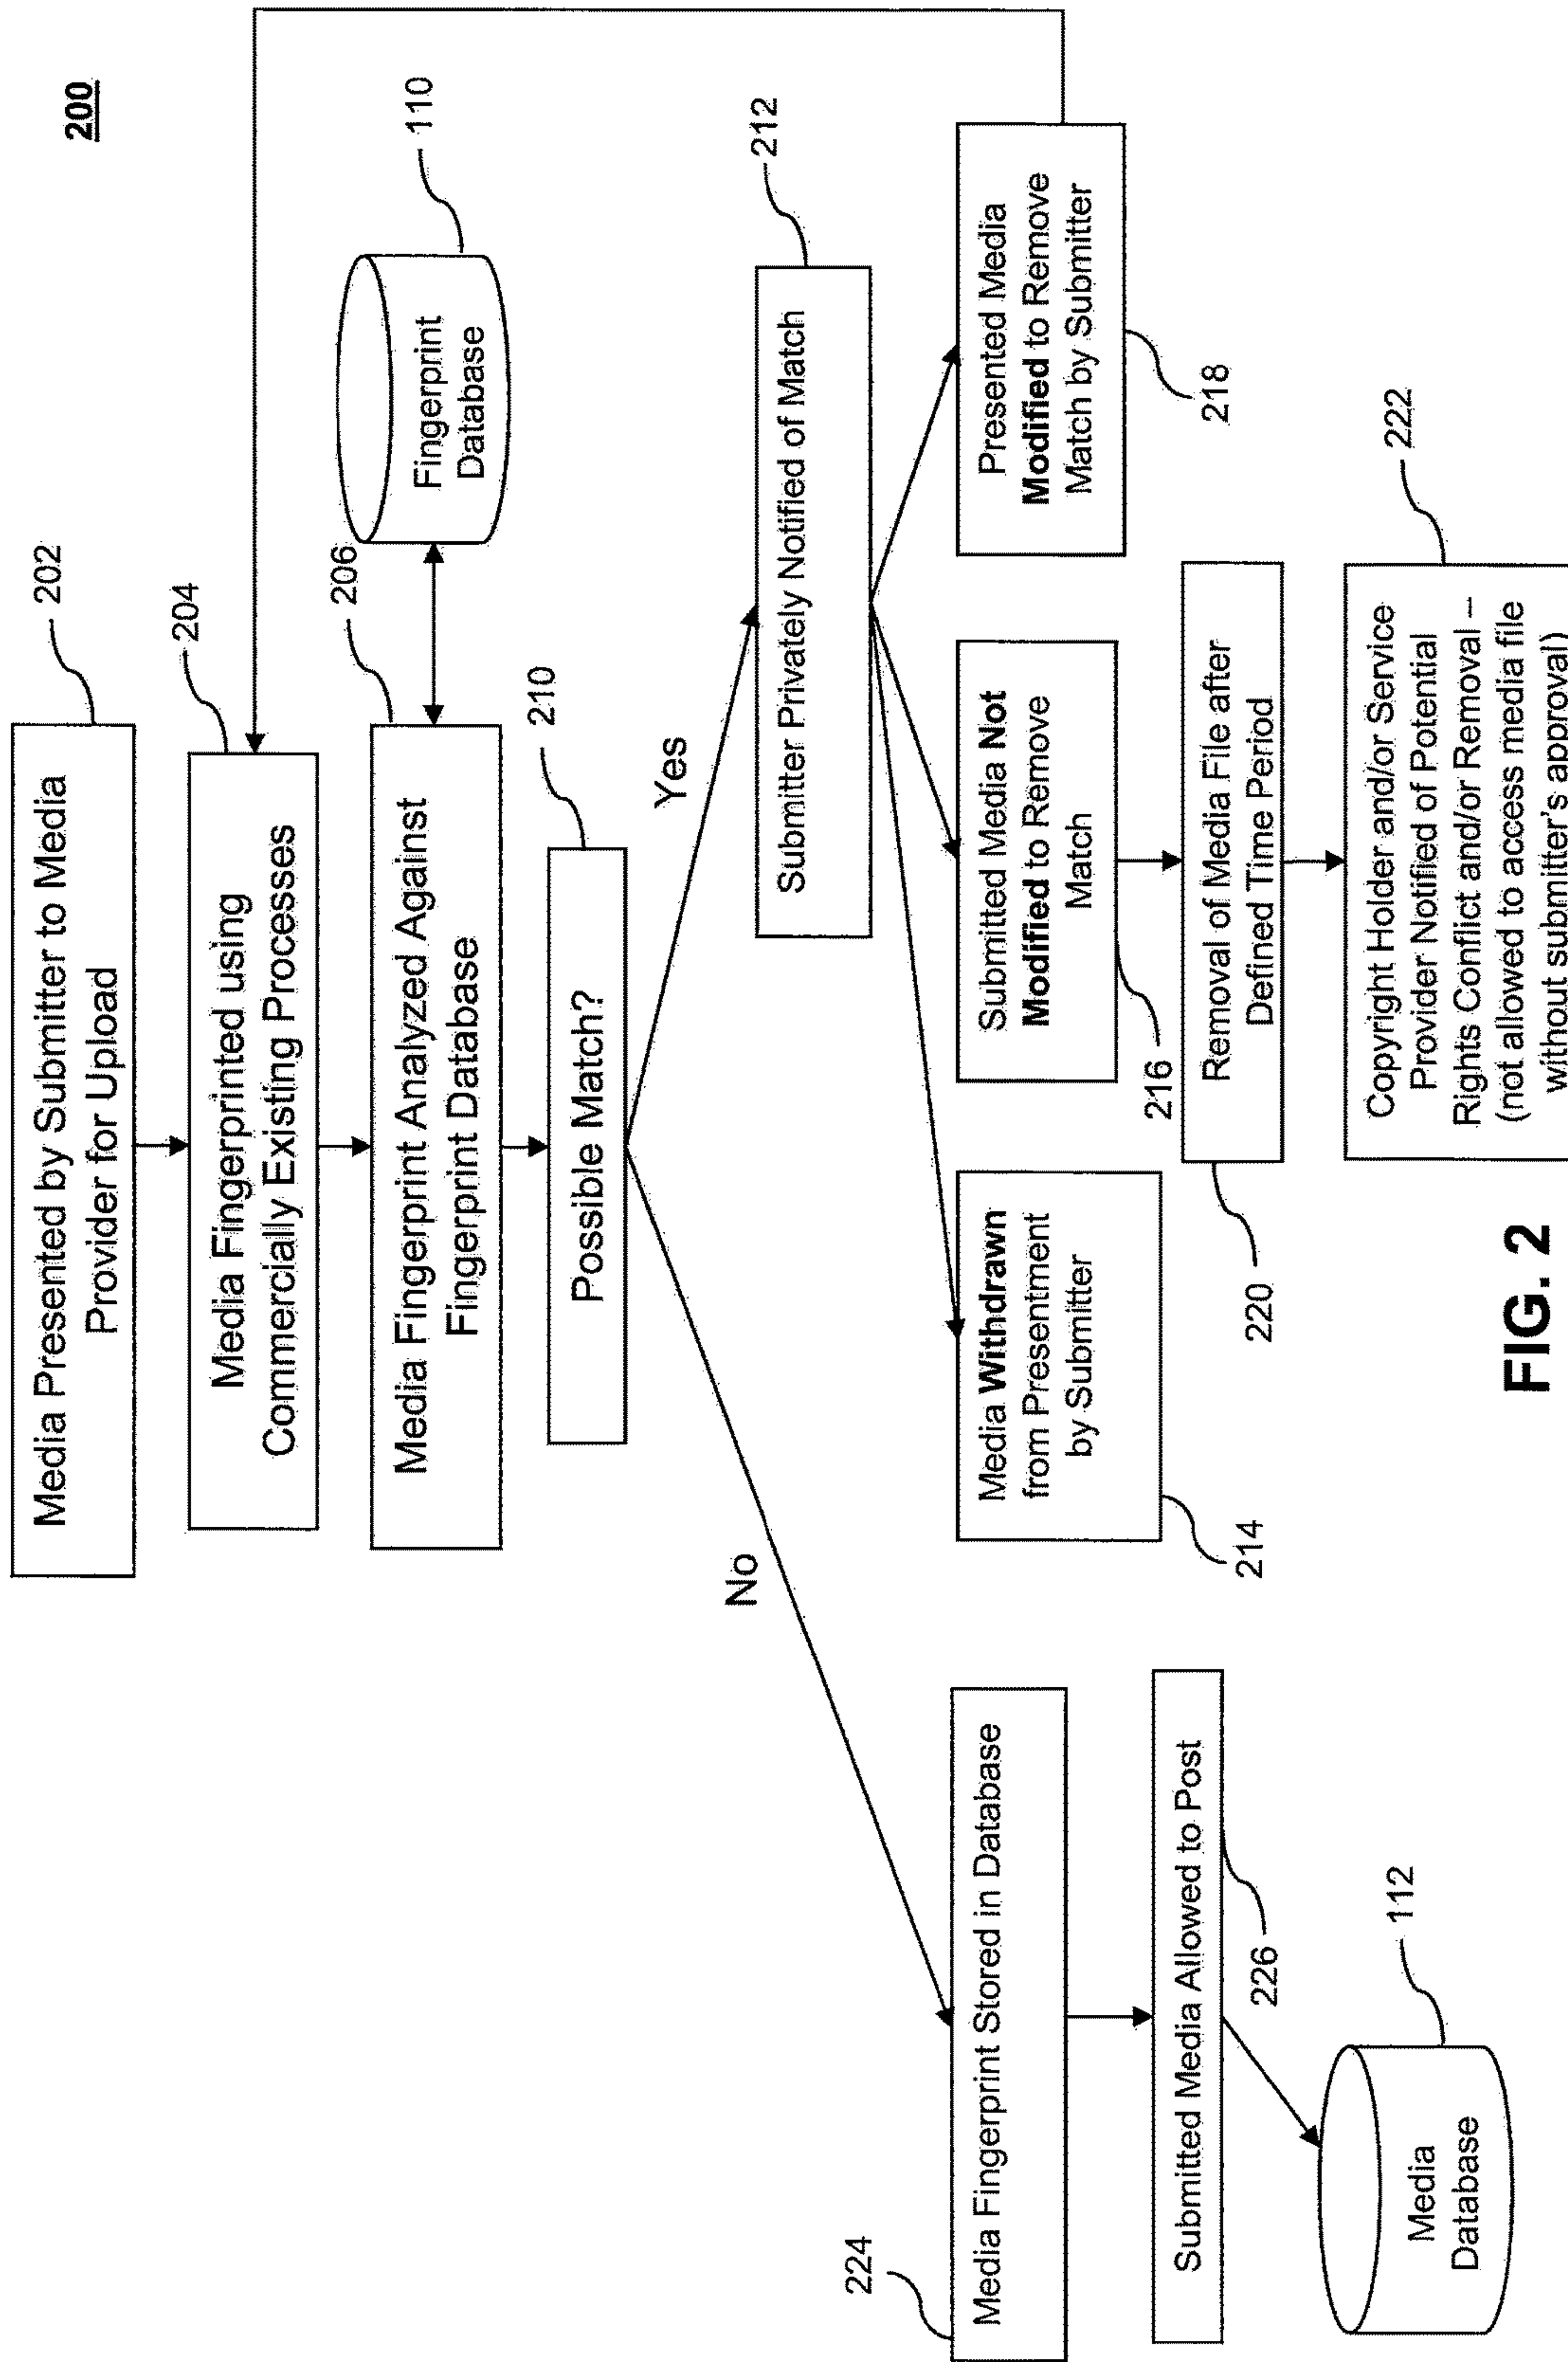 200
Media Presented by Submitter to Media
Provider for Upload
202
Media Fingerprinted using
Commercially Existing Processes
204
Media Fingerprint Analyzed Against
Fingerprint Database
206
Fingerprint
Database
110
Possible Match?
210
No
Yes
Submitter Privately Notified of Match
212
Media Fingerprint Stored in Database
224
Submitted Media Allowed to Post
226
Media
Database
112
Media Withdrawn
from Presentment
by Submitter
214
Submitted Media Not
Modified to Remove
Match
216
Presented Media
Modified to Remove
Match by Submitter
218
Removal of Media File after
Defined Time Period
220
Copyright Holder and/or Service
Provider Notified of Potential
Rights Conflict and/or Removal –
(not allowed to access media file
without submitter's approval)
222
FIG. 2